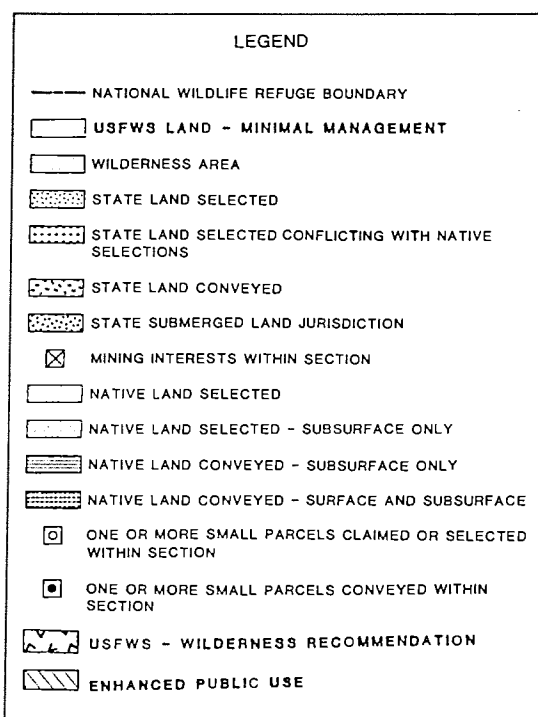 LEGEND
NATIONAL WILDLIFE REFUGE BOUNDARY
USFWS LAND - MINIMAL MANAGEMENT
WILDERNESS AREA
STATE LAND SELECTED
STATE LAND SELECTED CONFLICTING WITH NATIVE
SELECTIONS
STATE LAND CONVEYED
STATE SUBMERGED LAND JURISDICTION
MINING INTERESTS WITHIN SECTION
NATIVE LAND SELECTED
NATIVE LAND SELECTED - SUBSURFACE ONLY
NATIVE LAND CONVEYED - SUBSURFACE ONLY
NATIVE LAND CONVEYED - SURFACE AND SUBSURFACE
ONE OR MORE SMALL PARCELS CLAIMED OR SELECTED
WITHIN SECTION
ONE OR MORE SMALL PARCELS CONVEYED WITHIN
SECTION
USFWS - WILDERNESS RECOMMENDATION
ENHANCED PUBLIC USE